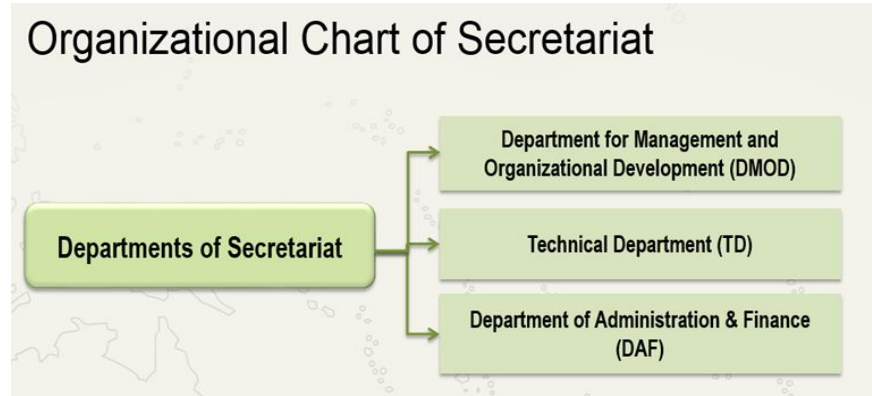 Organizational Chart of Secretariat
Departments of Secretariat
Department for Management and
Organizational Development (DMOD)
Technical Department (TD)
Department of Administration & Finance
(DAF)